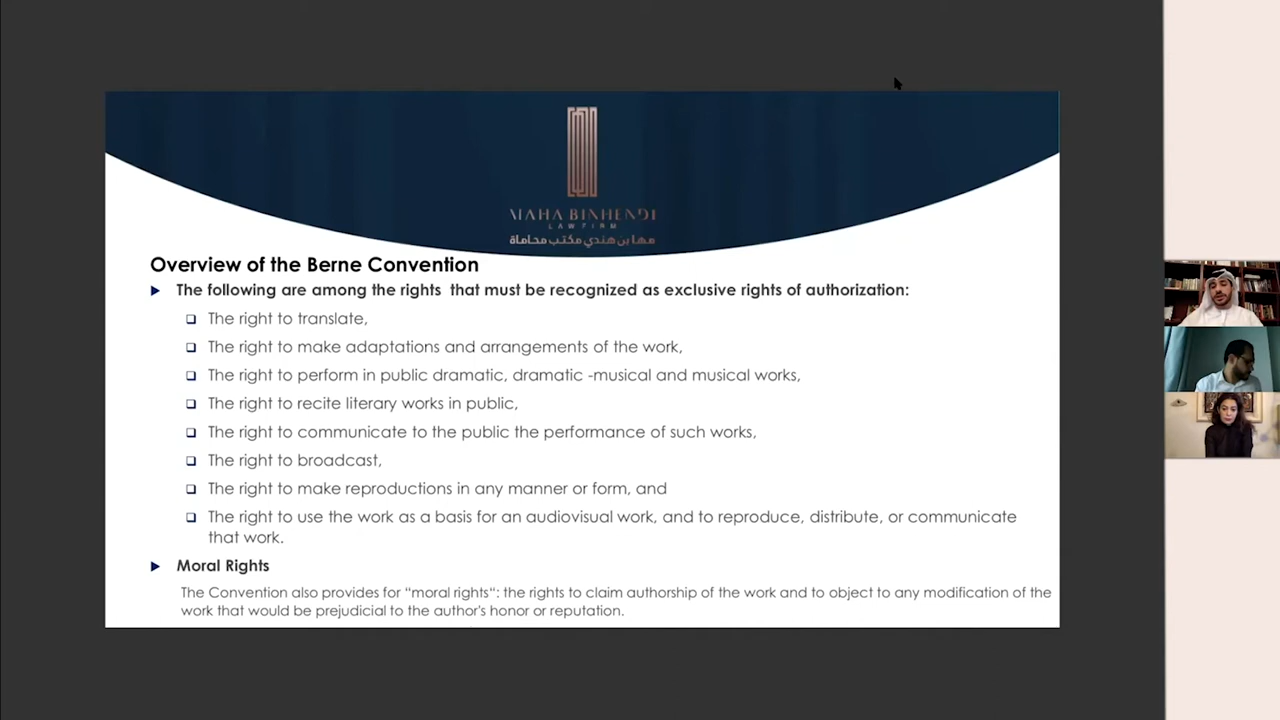 MAHA BINHENDI
LAW FIRM
مها بن هندي مكتب محاماة
Overview of the Berne Convention
The following are among the rights that must be recognized as exclusive rights of authorization:
The right to translate,
The right to make adaptations and arrangements of the work,
The right to perform in public dramatic, dramatic -musical and musical works,
The right to recite literary works in public,
The right to communicate to the public the performance of such works,
The right to broadcast,
The right to make reproductions in any manner or form, and
The right to use the work as a basis for an audiovisual work, and to reproduce, distribute, or communicate
that work.
Moral Rights
The Convention also provides for “moral rights“: the rights to claim authorship of the work and to object to any modification of the
work that would be prejudicial to the author's honor or reputation.